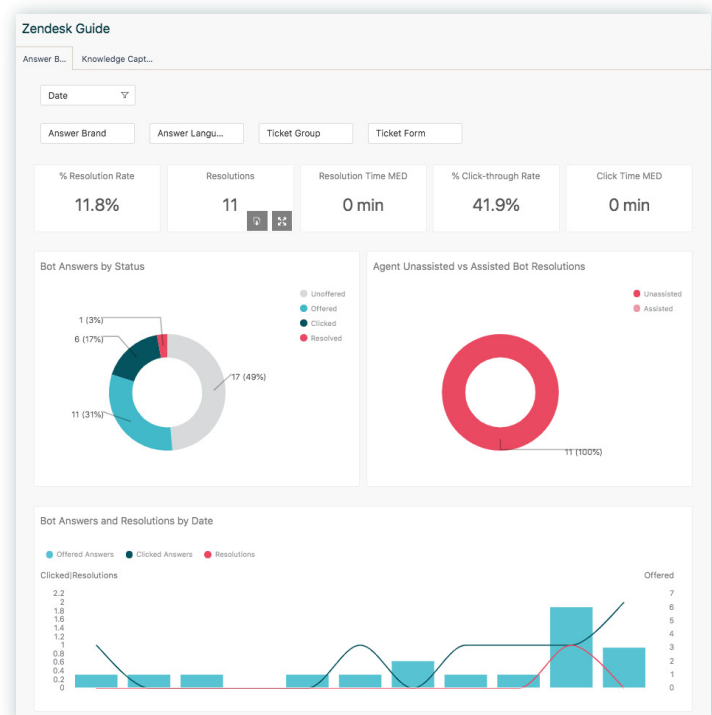 Zendesk Guide
Answer B... Knowledge Capt...
Date
Answer Brand Answer Langu... Ticket Group Ticket Form
% Resolution Rate Resolutions Resolution Time MED % Click-through Rate Click Time MED
11.8% 11 0 min 41.9% 0 min
Bot Answers by Status
Unoffered
Offered
Clicked
Resolved
1 (3%)
6 (17%)
17 (49%)
11 (31%)
Agent Unassisted vs Assisted Bot Resolutions
Unassisted
Assisted
11 (100%)
Bot Answers and Resolutions by Date
Offered Answers Clicked Answers Resolutions
Clicked|Resolutions Offered
2.2
2
1.8
1.6
1.4
1.2
1
0.8
0.6
0.4
0.2
0
7
6
5
4
3
2
1
0